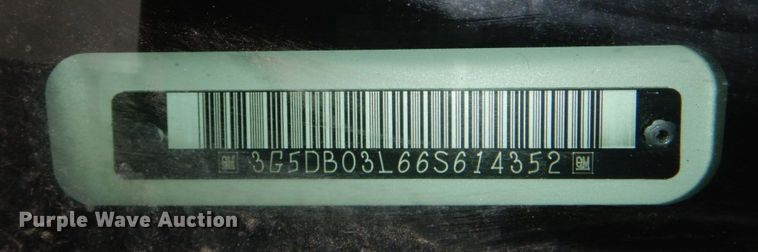 GM 3G5DB03L66S614352 GM
Purple Wave Auction